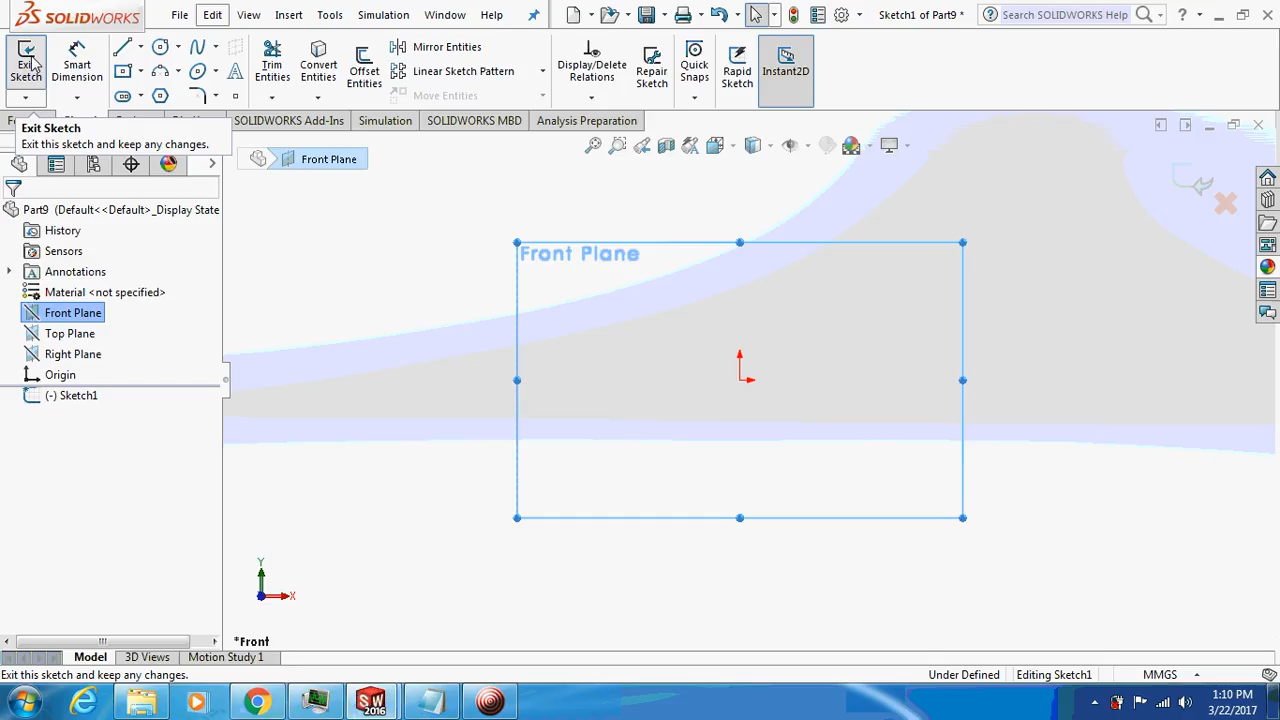 SOLIDWORKS
File Edit View Insert Tools Simulation Window Help
Sketch1 of Part9 *
Search SOLIDWORKS Help
Exit Sketch
Smart Dimension
Trim Entities
Convert Entities
Offset Entities
Mirror Entities
Linear Sketch Pattern
Move Entities
Display/Delete Relations
Repair Sketch
Quick Snaps
Rapid Sketch
Instant2D
SOLIDWORKS Add-Ins Simulation SOLIDWORKS MBD Analysis Preparation
Exit Sketch
Exit this sketch and keep any changes.
Front Plane
Part9 (Default<<Default>_Display State
History
Sensors
Annotations
Material <not specified>
Front Plane
Top Plane
Right Plane
Origin
(-) Sketch1
Front Plane
Y
X
*Front
Model 3D Views Motion Study 1
Exit this sketch and keep any changes.
Under Defined Editing Sketch1 MMGS
SW 2016
1:10 PM
3/22/2017